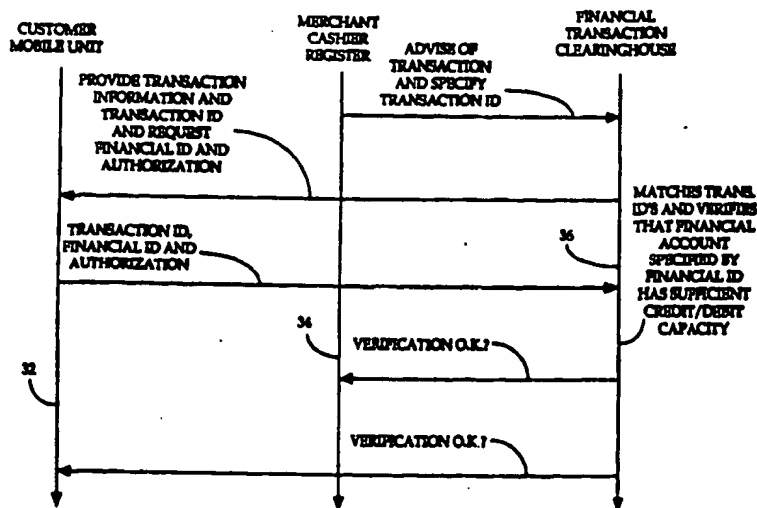 CUSTOMER
MOBILE UNIT
MERCHANT
CASHIER
REGISTER
FINANCIAL
TRANSACTION
CLEARINGHOUSE
ADVISE OF
TRANSACTION
AND SPECIFY
TRANSACTION ID
PROVIDE TRANSACTION
INFORMATION AND
TRANSACTION ID
AND REQUEST
FINANCIAL ID AND
AUTHORIZATION
MATCHES TRANS.
ID'S AND VERIFIES
THAT FINANCIAL
ACCOUNT
SPECIFIED BY
FINANCIAL ID
HAS SUFFICIENT
CREDIT/DEBIT
CAPACITY
36
TRANSACTION ID,
FINANCIAL ID AND
AUTHORIZATION
34
VERIFICATION O.K.?
32
VERIFICATION O.K.?